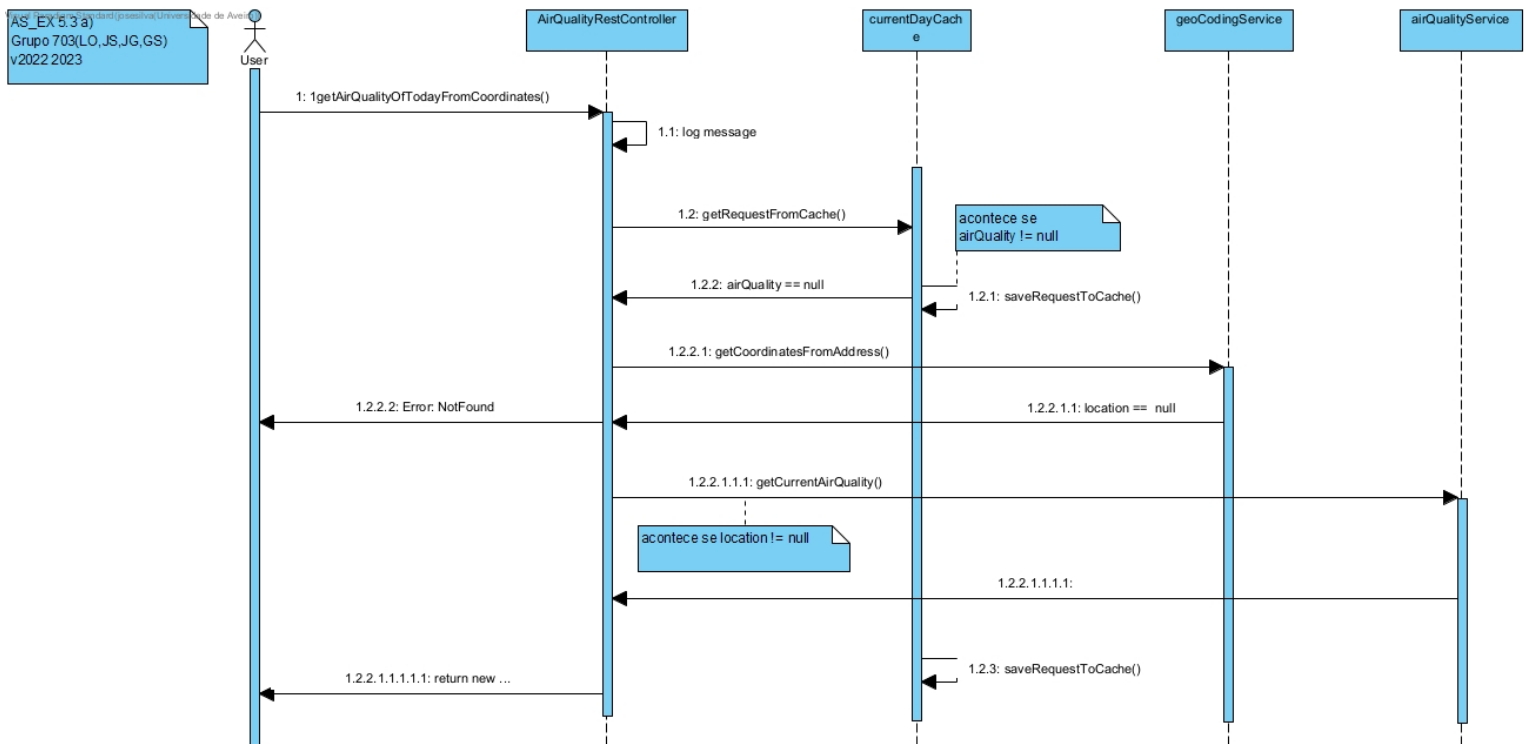 AS_EX 5.3 a)
Grupo 703(LO,JS,JG,GS)
v2022 2023
User
AirQualityRestController
currentDayCach
e
geoCodingService
airQualityService
1: 1getAirQualityOfTodayFromCoordinates()
1.1: log message
1.2: getRequestFromCache()
acontece se
airQuality != null
1.2.2: airQuality == null
1.2.1: saveRequestToCache()
1.2.2.1: getCoordinatesFromAddress()
1.2.2.2: Error: NotFound
1.2.2.1.1: location == null
1.2.2.1.1.1: getCurrentAirQuality()
acontece se location != null
1.2.2.1.1.1.1:
1.2.3: saveRequestToCache()
1.2.2.1.1.1.1.1: return new ...